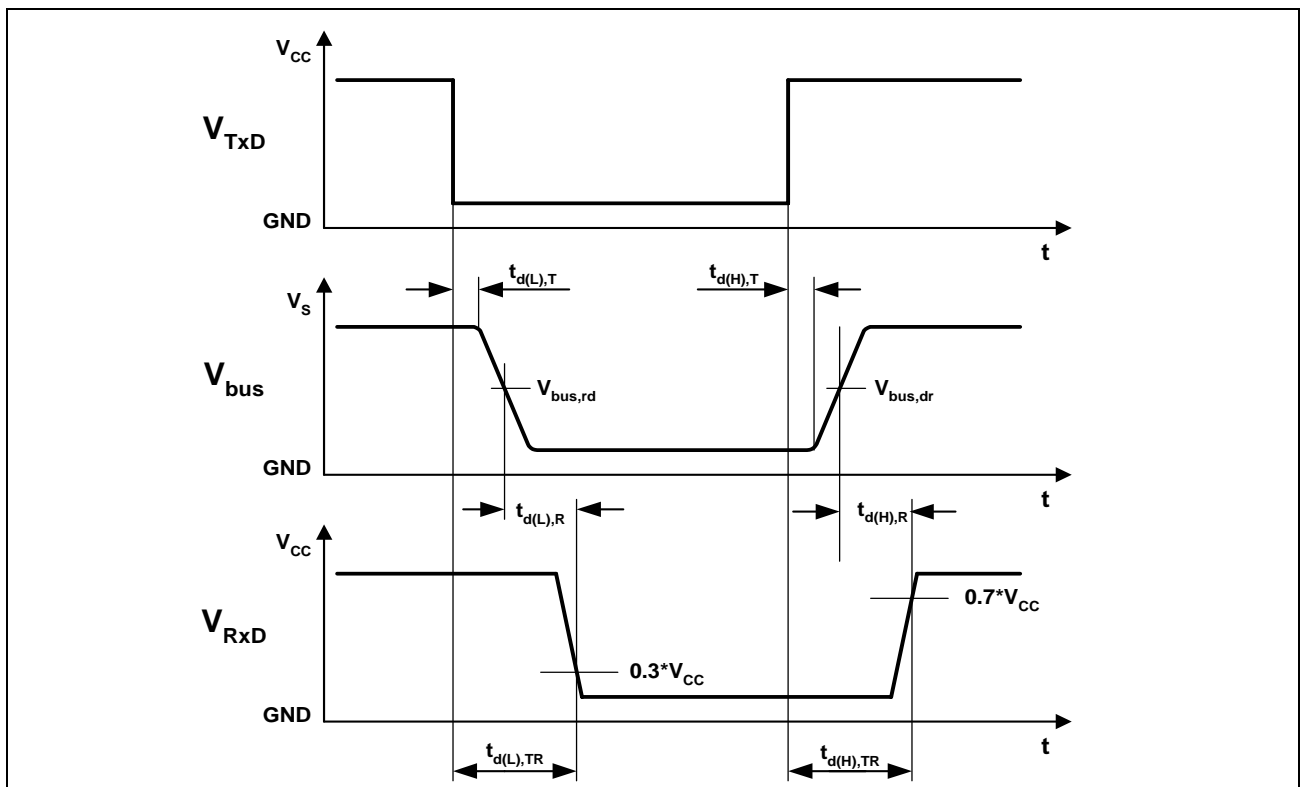 V_CC
V_TxD
GND
t
t_d(L),T
t_d(H),T
V_S
V_bus
V_bus,rd
V_bus,dr
GND
t
t_d(L),R
t_d(H),R
V_CC
0.7*V_CC
V_RxD
0.3*V_CC
GND
t
t_d(L),TR
t_d(H),TR